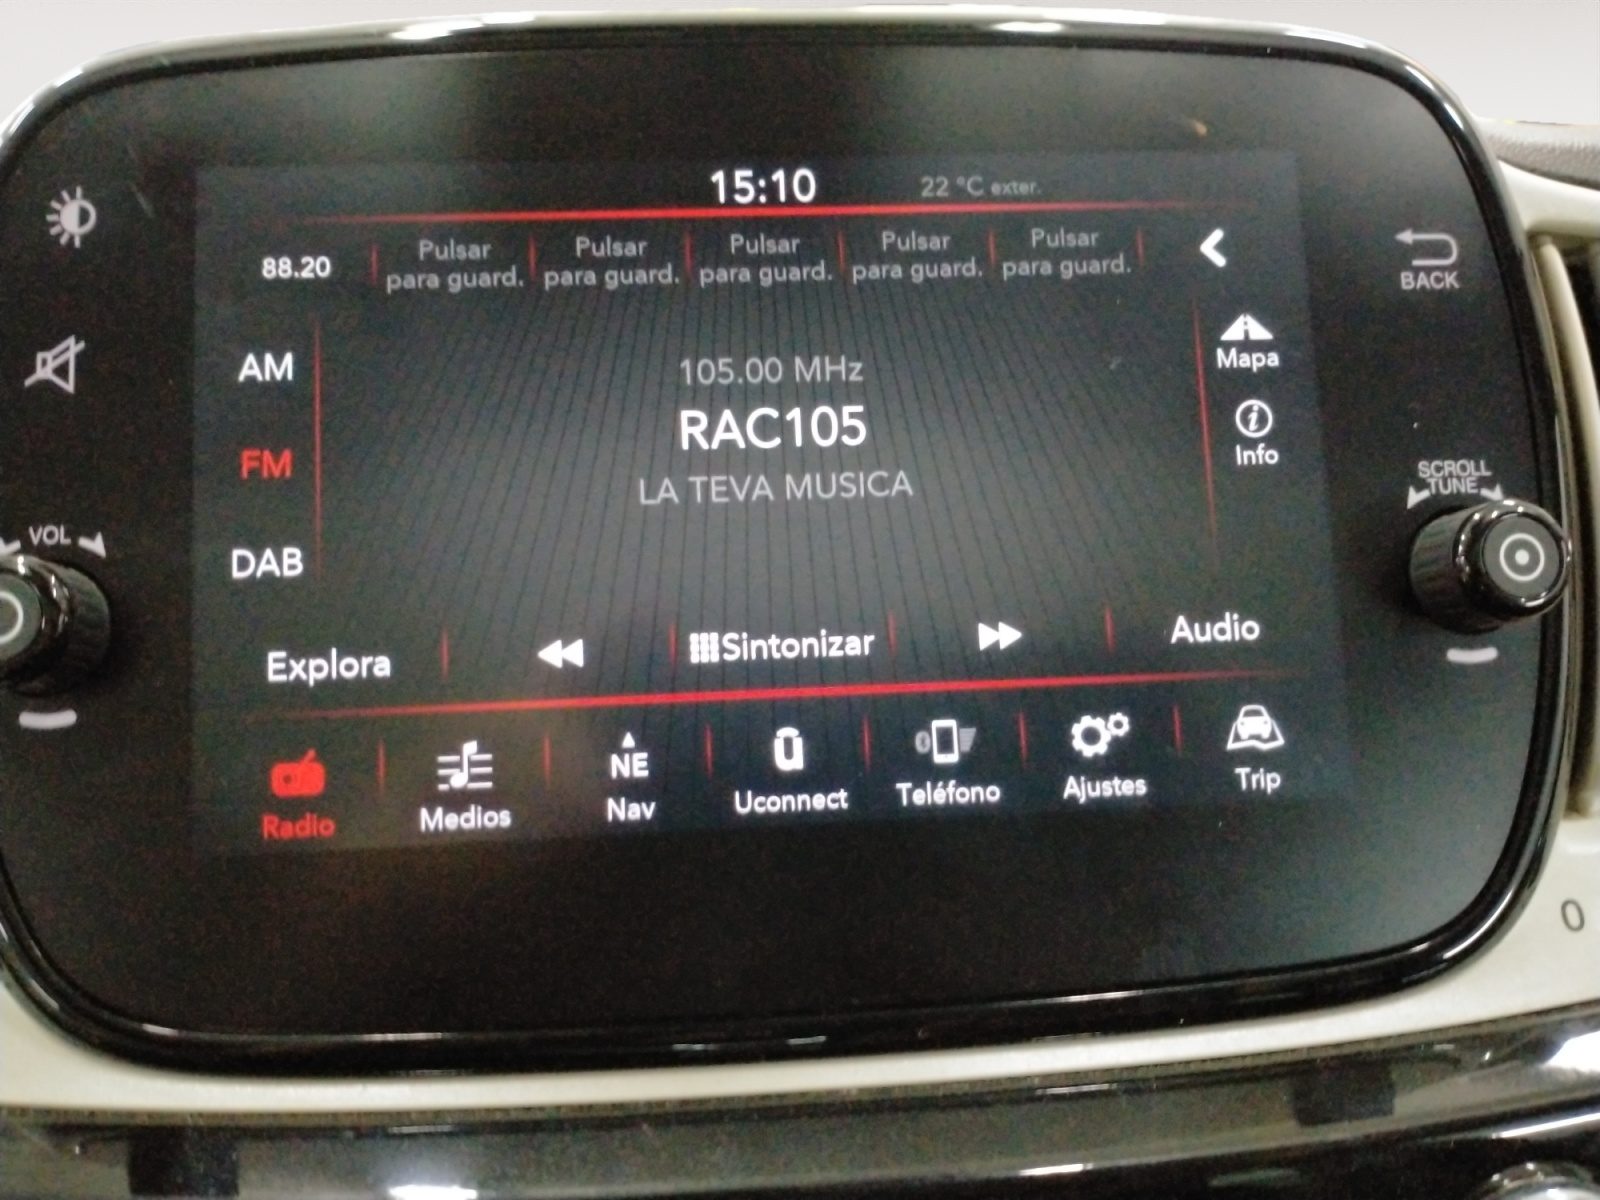 15:10
22 °C exter.
88.20
Pulsar
para guard.
Pulsar
para guard.
Pulsar
para guard.
Pulsar
para guard.
Pulsar
para guard.
BACK
AM
105.00 MHz
Mapa
RAC105
FM
Info
LA TEVA MUSICA
SCROLL
TUNE
VOL
DAB
Explora
Sintonizar
Audio
NE
Radio
Medios
Nav
Uconnect
Teléfono
Ajustes
Trip
0